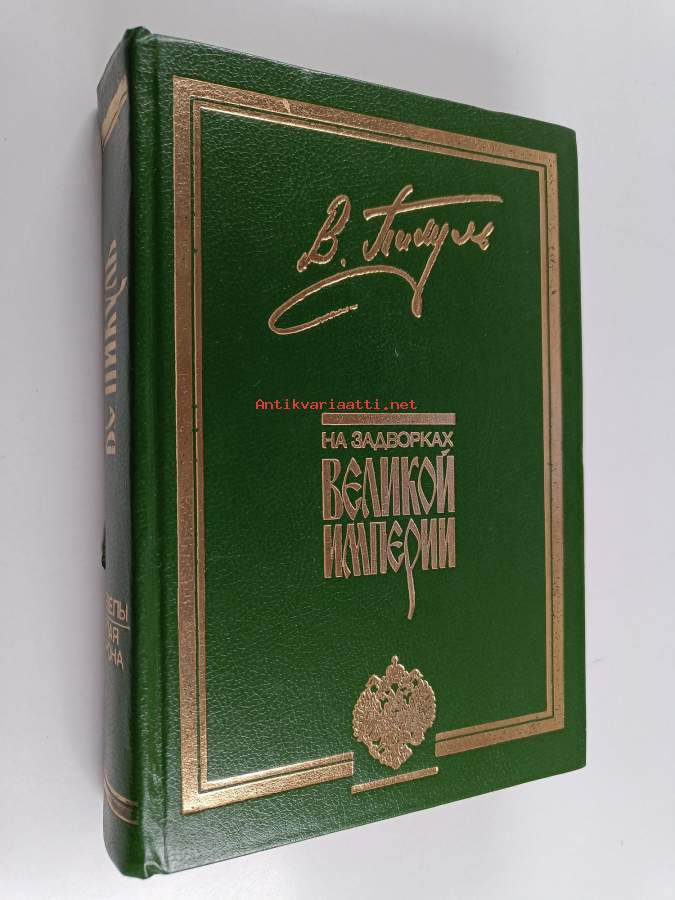 В. Пикуль
Antikvariaatti.net
НА ЗАДВОРКАХ
ВЕЛИКОЙ
ИМПЕРИИ
ПИКУЛЬ